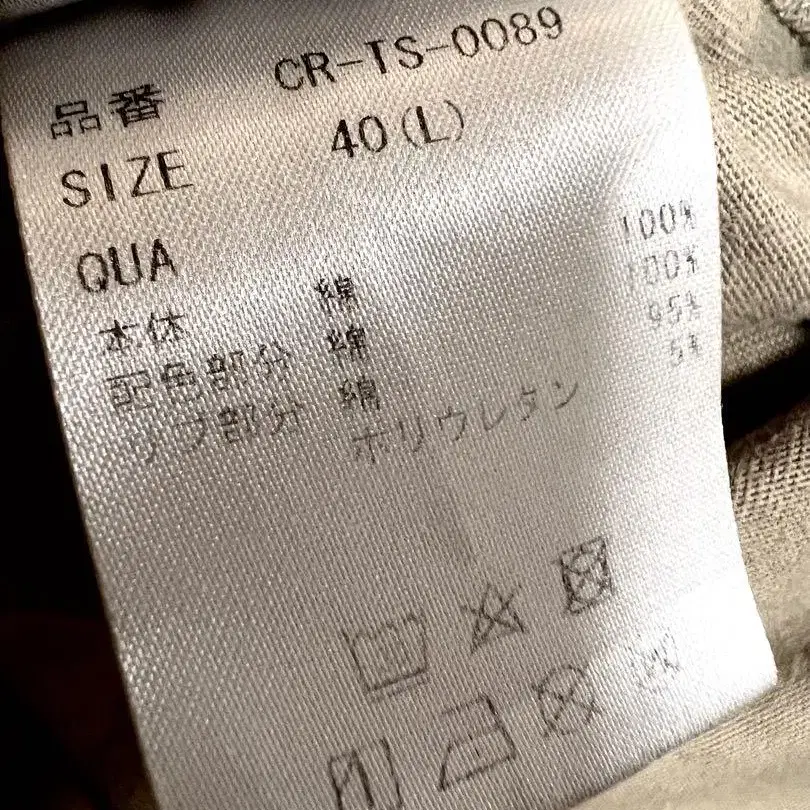 品番 CR-TS-0089
SIZE 40(L)
QUA
本体 綿 100%
配色部分 綿 100%
リブ部分 綿 95%
ポリウレタン 5%